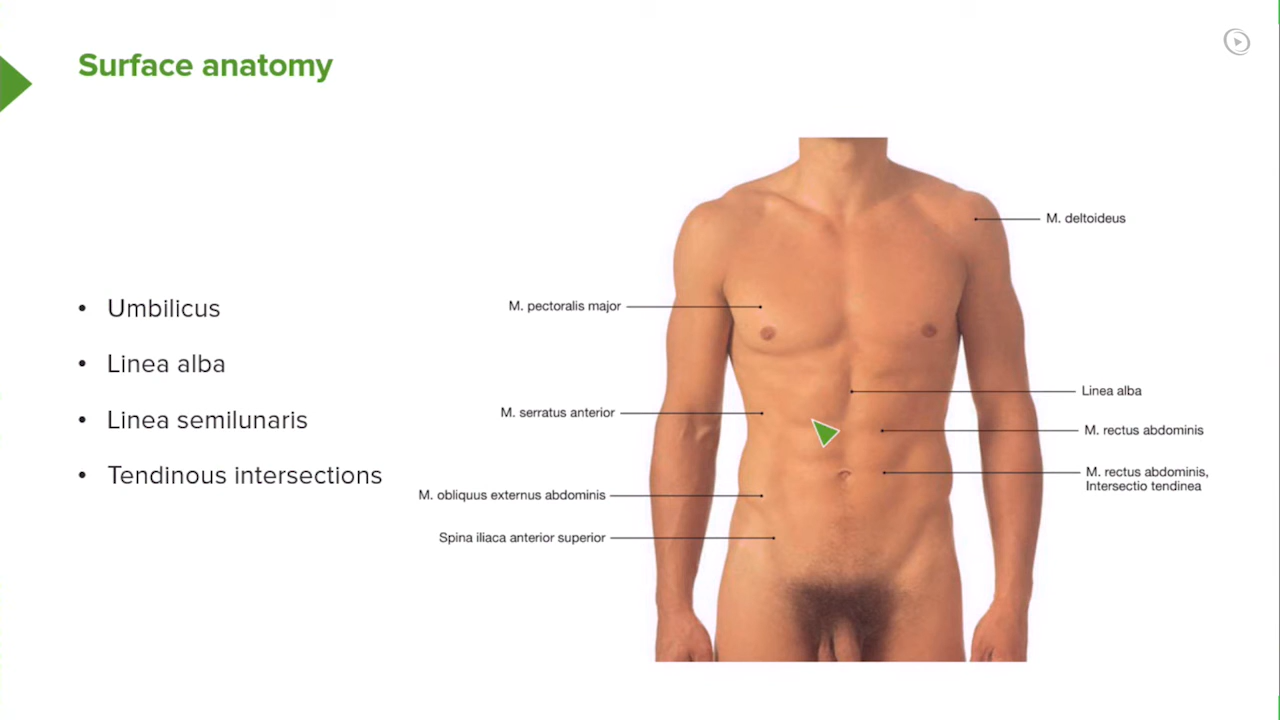 Surface anatomy
• Umbilicus
• Linea alba
• Linea semilunaris
• Tendinous intersections
M. deltoideus
M. pectoralis major
Linea alba
M. serratus anterior
M. rectus abdominis
M. rectus abdominis,
Intersectio tendinea
M. obliquus externus abdominis
Spina iliaca anterior superior